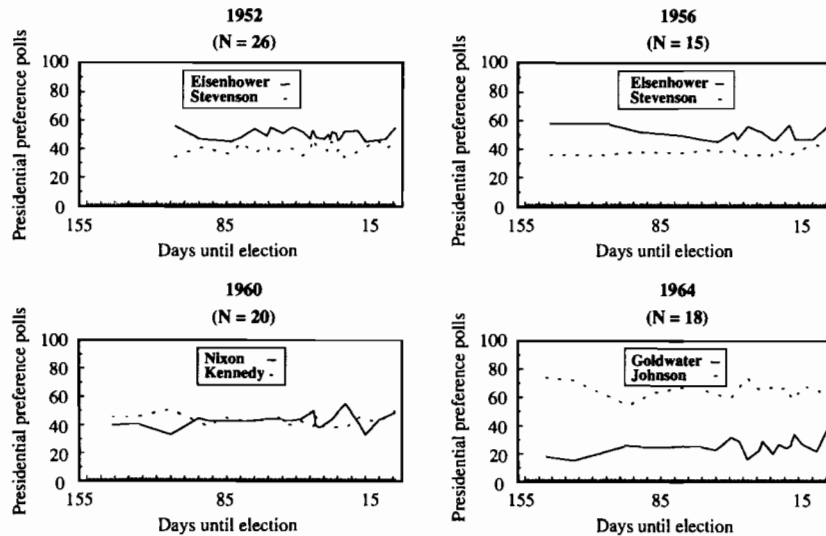 1952
(N = 26)
Presidential preference polls
100
80
60
40
20
0
Eisenhower
Stevenson
155
85
15
Days until election
1956
(N = 15)
Presidential preference polls
100
80
60
40
20
0
Eisenhower
Stevenson
155
85
15
Days until election
1960
(N = 20)
Presidential preference polls
100
80
60
40
20
0
Nixon
Kennedy
155
85
15
Days until election
1964
(N = 18)
Presidential preference polls
100
80
60
40
20
0
Goldwater
Johnson
155
85
15
Days until election